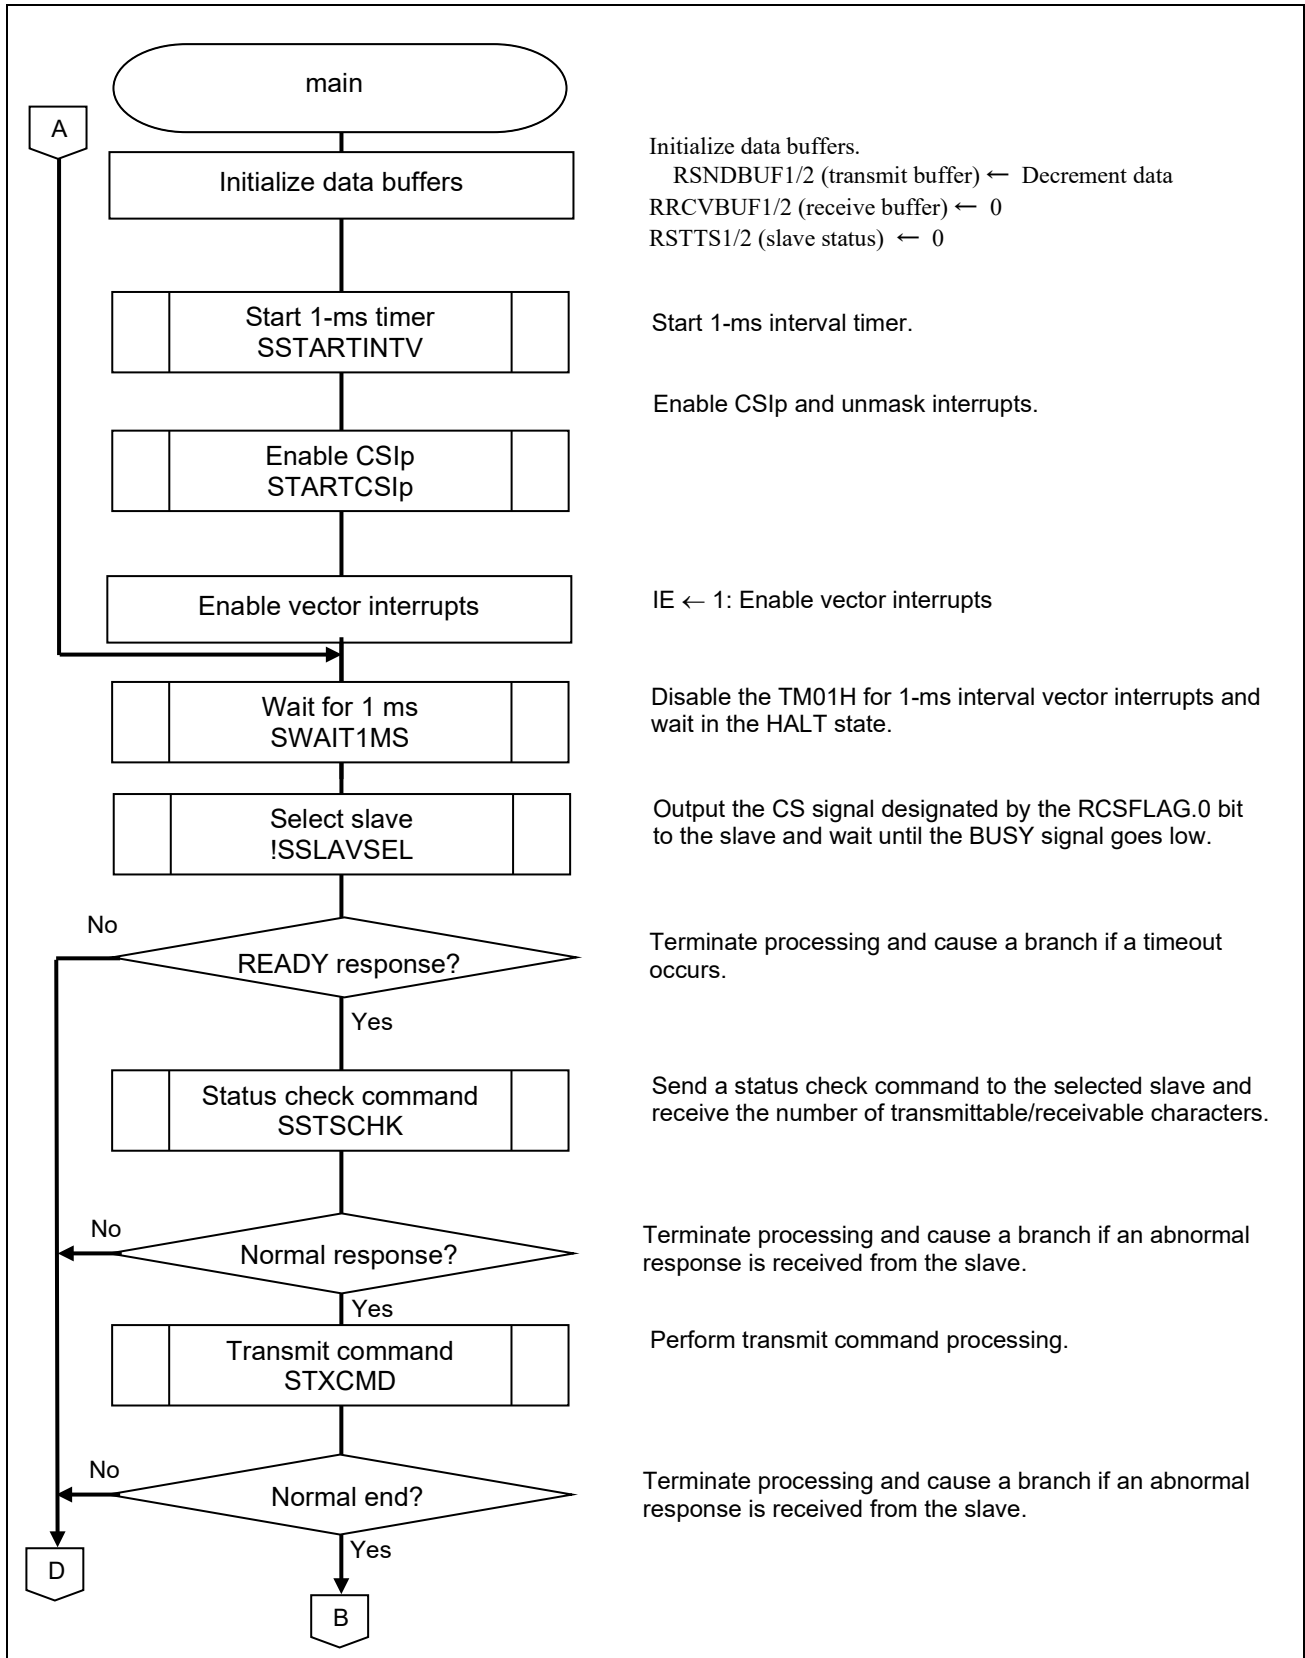 main
A
Initialize data buffers
Initialize data buffers.
RSNDBUF1/2 (transmit buffer) ← Decrement data
RRCVBUF1/2 (receive buffer) ← 0
RSTTS1/2 (slave status) ← 0
Start 1-ms timer
SSTARTINTV
Start 1-ms interval timer.
Enable CSIp and unmask interrupts.
Enable CSIp
STARTCSIp
Enable vector interrupts
IE ← 1: Enable vector interrupts
Wait for 1 ms
SWAIT1MS
Disable the TM01H for 1-ms interval vector interrupts and
wait in the HALT state.
Select slave
!SSLAVSEL
Output the CS signal designated by the RCSFLAG.0 bit
to the slave and wait until the BUSY signal goes low.
No
READY response?
Yes
Terminate processing and cause a branch if a timeout
occurs.
Status check command
SSTSCHK
Send a status check command to the selected slave and
receive the number of transmittable/receivable characters.
No
Normal response?
Yes
Terminate processing and cause a branch if an abnormal
response is received from the slave.
Transmit command
STXCMD
Perform transmit command processing.
No
Normal end?
Yes
Terminate processing and cause a branch if an abnormal
response is received from the slave.
D
B